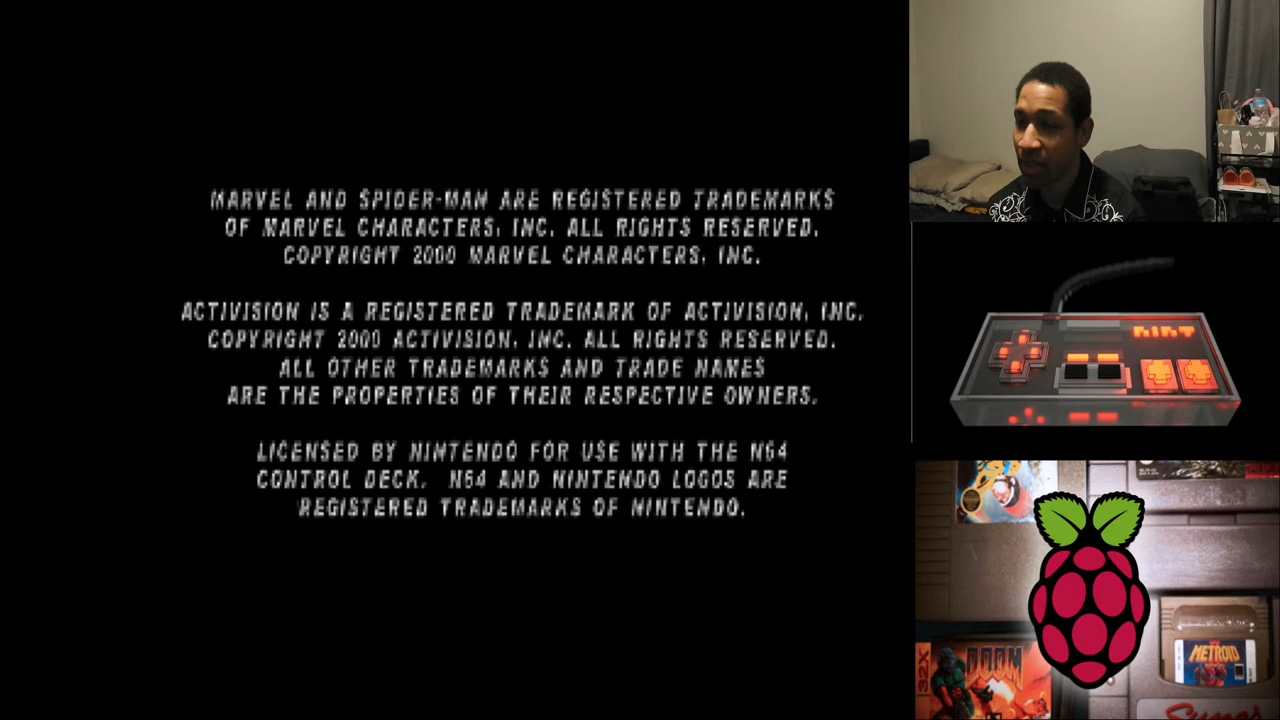 MARVEL AND SPIDER-MAN ARE REGISTERED TRADEMARKS
OF MARVEL CHARACTERS, INC. ALL RIGHTS RESERVED.
COPYRIGHT 2000 MARVEL CHARACTERS, INC.
ACTIVISION IS A REGISTERED TRADEMARK OF ACTIVISION, INC.
COPYRIGHT 2000 ACTIVISION, INC. ALL RIGHTS RESERVED.
ALL OTHER TRADEMARKS AND TRADE NAMES
ARE THE PROPERTIES OF THEIR RESPECTIVE OWNERS.
LICENSED BY NINTENDO FOR USE WITH THE N64
CONTROL DECK. N64 AND NINTENDO LOGOS ARE
REGISTERED TRADEMARKS OF NINTENDO.
32X
DOOM
METROID